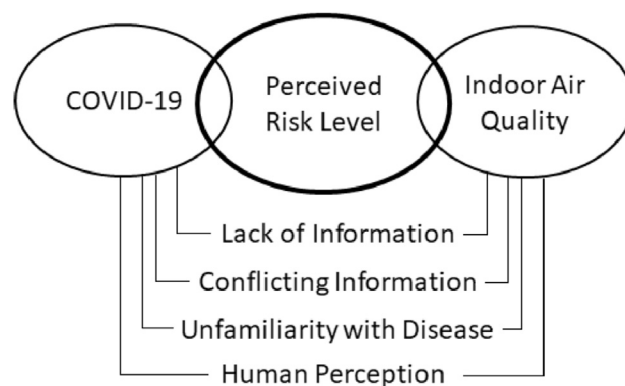 COVID-19
Perceived
Risk Level
Indoor Air
Quality
Lack of Information
Conflicting Information
Unfamiliarity with Disease
Human Perception